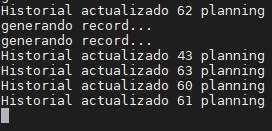 Historial actualizado 62 planning
generando record...
generando record...
Historial actualizado 43 planning
Historial actualizado 63 planning
Historial actualizado 60 planning
Historial actualizado 61 planning